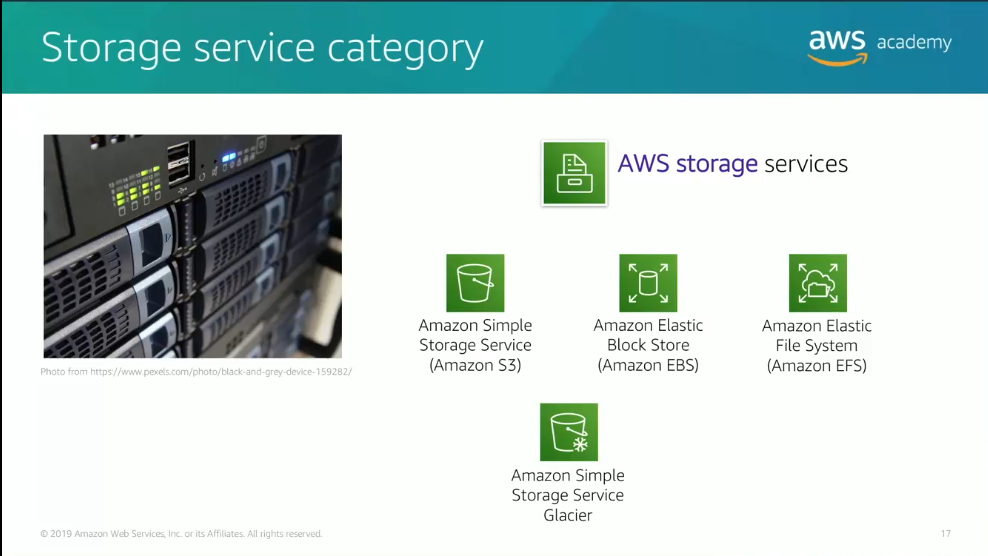 Storage service category
aws academy
AWS storage services
Amazon Simple
Storage Service
(Amazon S3)
Amazon Elastic
Block Store
(Amazon EBS)
Amazon Elastic
File System
(Amazon EFS)
Photo from https://www.pexels.com/photo/black-and-grey-device-159282/
Amazon Simple
Storage Service
Glacier
© 2019 Amazon Web Services, Inc. or its Affiliates. All rights reserved.
17